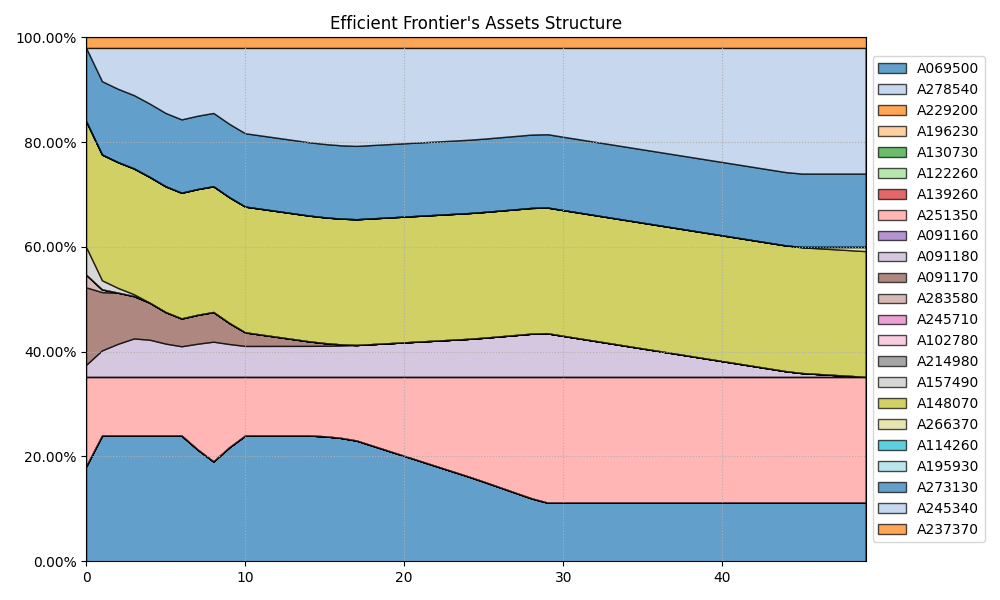 Efficient Frontier's Assets Structure
100.00%
80.00%
60.00%
40.00%
20.00%
0.00%
0
10
20
30
40
A069500
A278540
A229200
A196230
A130730
A122260
A139260
A251350
A091160
A091180
A091170
A283580
A245710
A102780
A214980
A157490
A148070
A266370
A114260
A195930
A273130
A245340
A237370